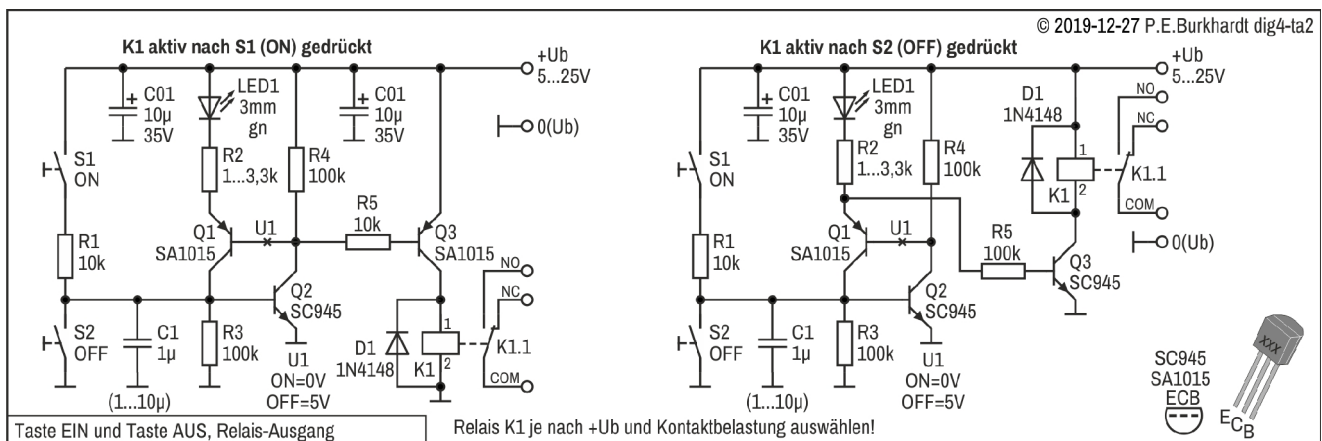 © 2019-12-27 P.E.Burkhardt dig4-ta2
K1 aktiv nach S1 (ON) gedrückt
+Ub
5...25V
C01
10µ
35V
LED1
3mm
gn
C01
10µ
35V
0(Ub)
S1
ON
R2
1...3,3k
R4
100k
R5
10k
Q1
SA1015
U1
Q3
SA1015
R1
10k
NO
Q2
SC945
NC
S2
OFF
C1
1µ
R3
100k
D1
1N4148
1
K1
2
K1.1
U1
ON=0V
OFF=5V
COM
(1...10µ)
Taste EIN und Taste AUS, Relais-Ausgang
K1 aktiv nach S2 (OFF) gedrückt
+Ub
5...25V
C01
10µ
35V
LED1
3mm
gn
D1
1N4148
NO
NC
S1
ON
R2
1...3,3k
R4
100k
1
K1
2
K1.1
COM
Q1
SA1015
U1
R5
100k
Q3
SC945
0(Ub)
R1
10k
Q2
SC945
S2
OFF
C1
1µ
R3
100k
U1
ON=0V
OFF=5V
(1...10µ)
XXX
SC945
SA1015
ECB
E
C
B
Relais K1 je nach +Ub und Kontaktbelastung auswählen!